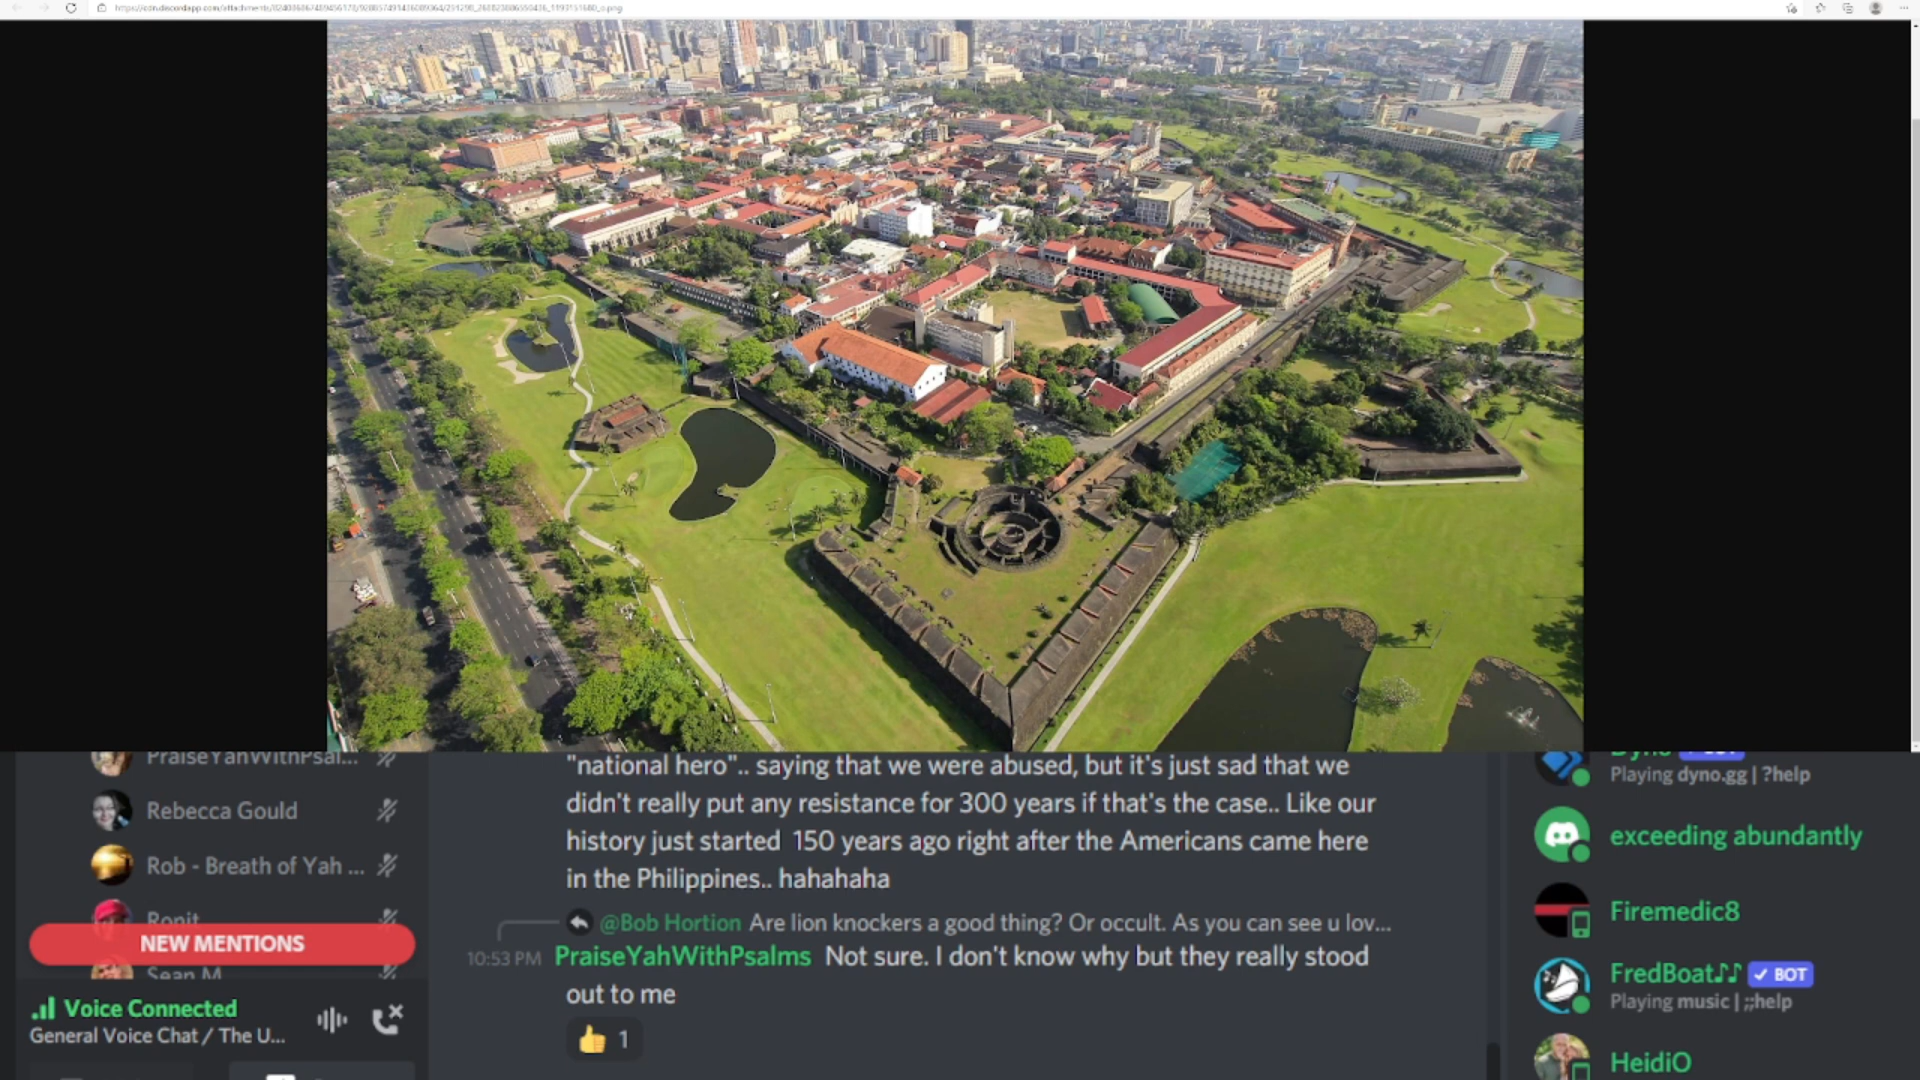 PraiseYahWithPsal...
"national hero".. saying that we were abused, but it's just sad that we
didn't really put any resistance for 300 years if that's the case.. Like our
history just started 150 years ago right after the Americans came here
in the Philippines.. hahahaha
@Bob Hortion Are lion knockers a good thing? Or occult. As you can see u lov...
10:53 PM PraiseYahWithPsalms Not sure. I don't know why but they really stood
out to me
👍 1
Rebecca Gould
Rob - Breath of Yah ...
Ronit
NEW MENTIONS
Sean M
Voice Connected
General Voice Chat / The U...
Dyno BOT
Playing dyno.gg | ?help
exceeding abundantly
Firemedic8
FredBoat♪♪ ✓ BOT
Playing music | ;;help
HeidiO